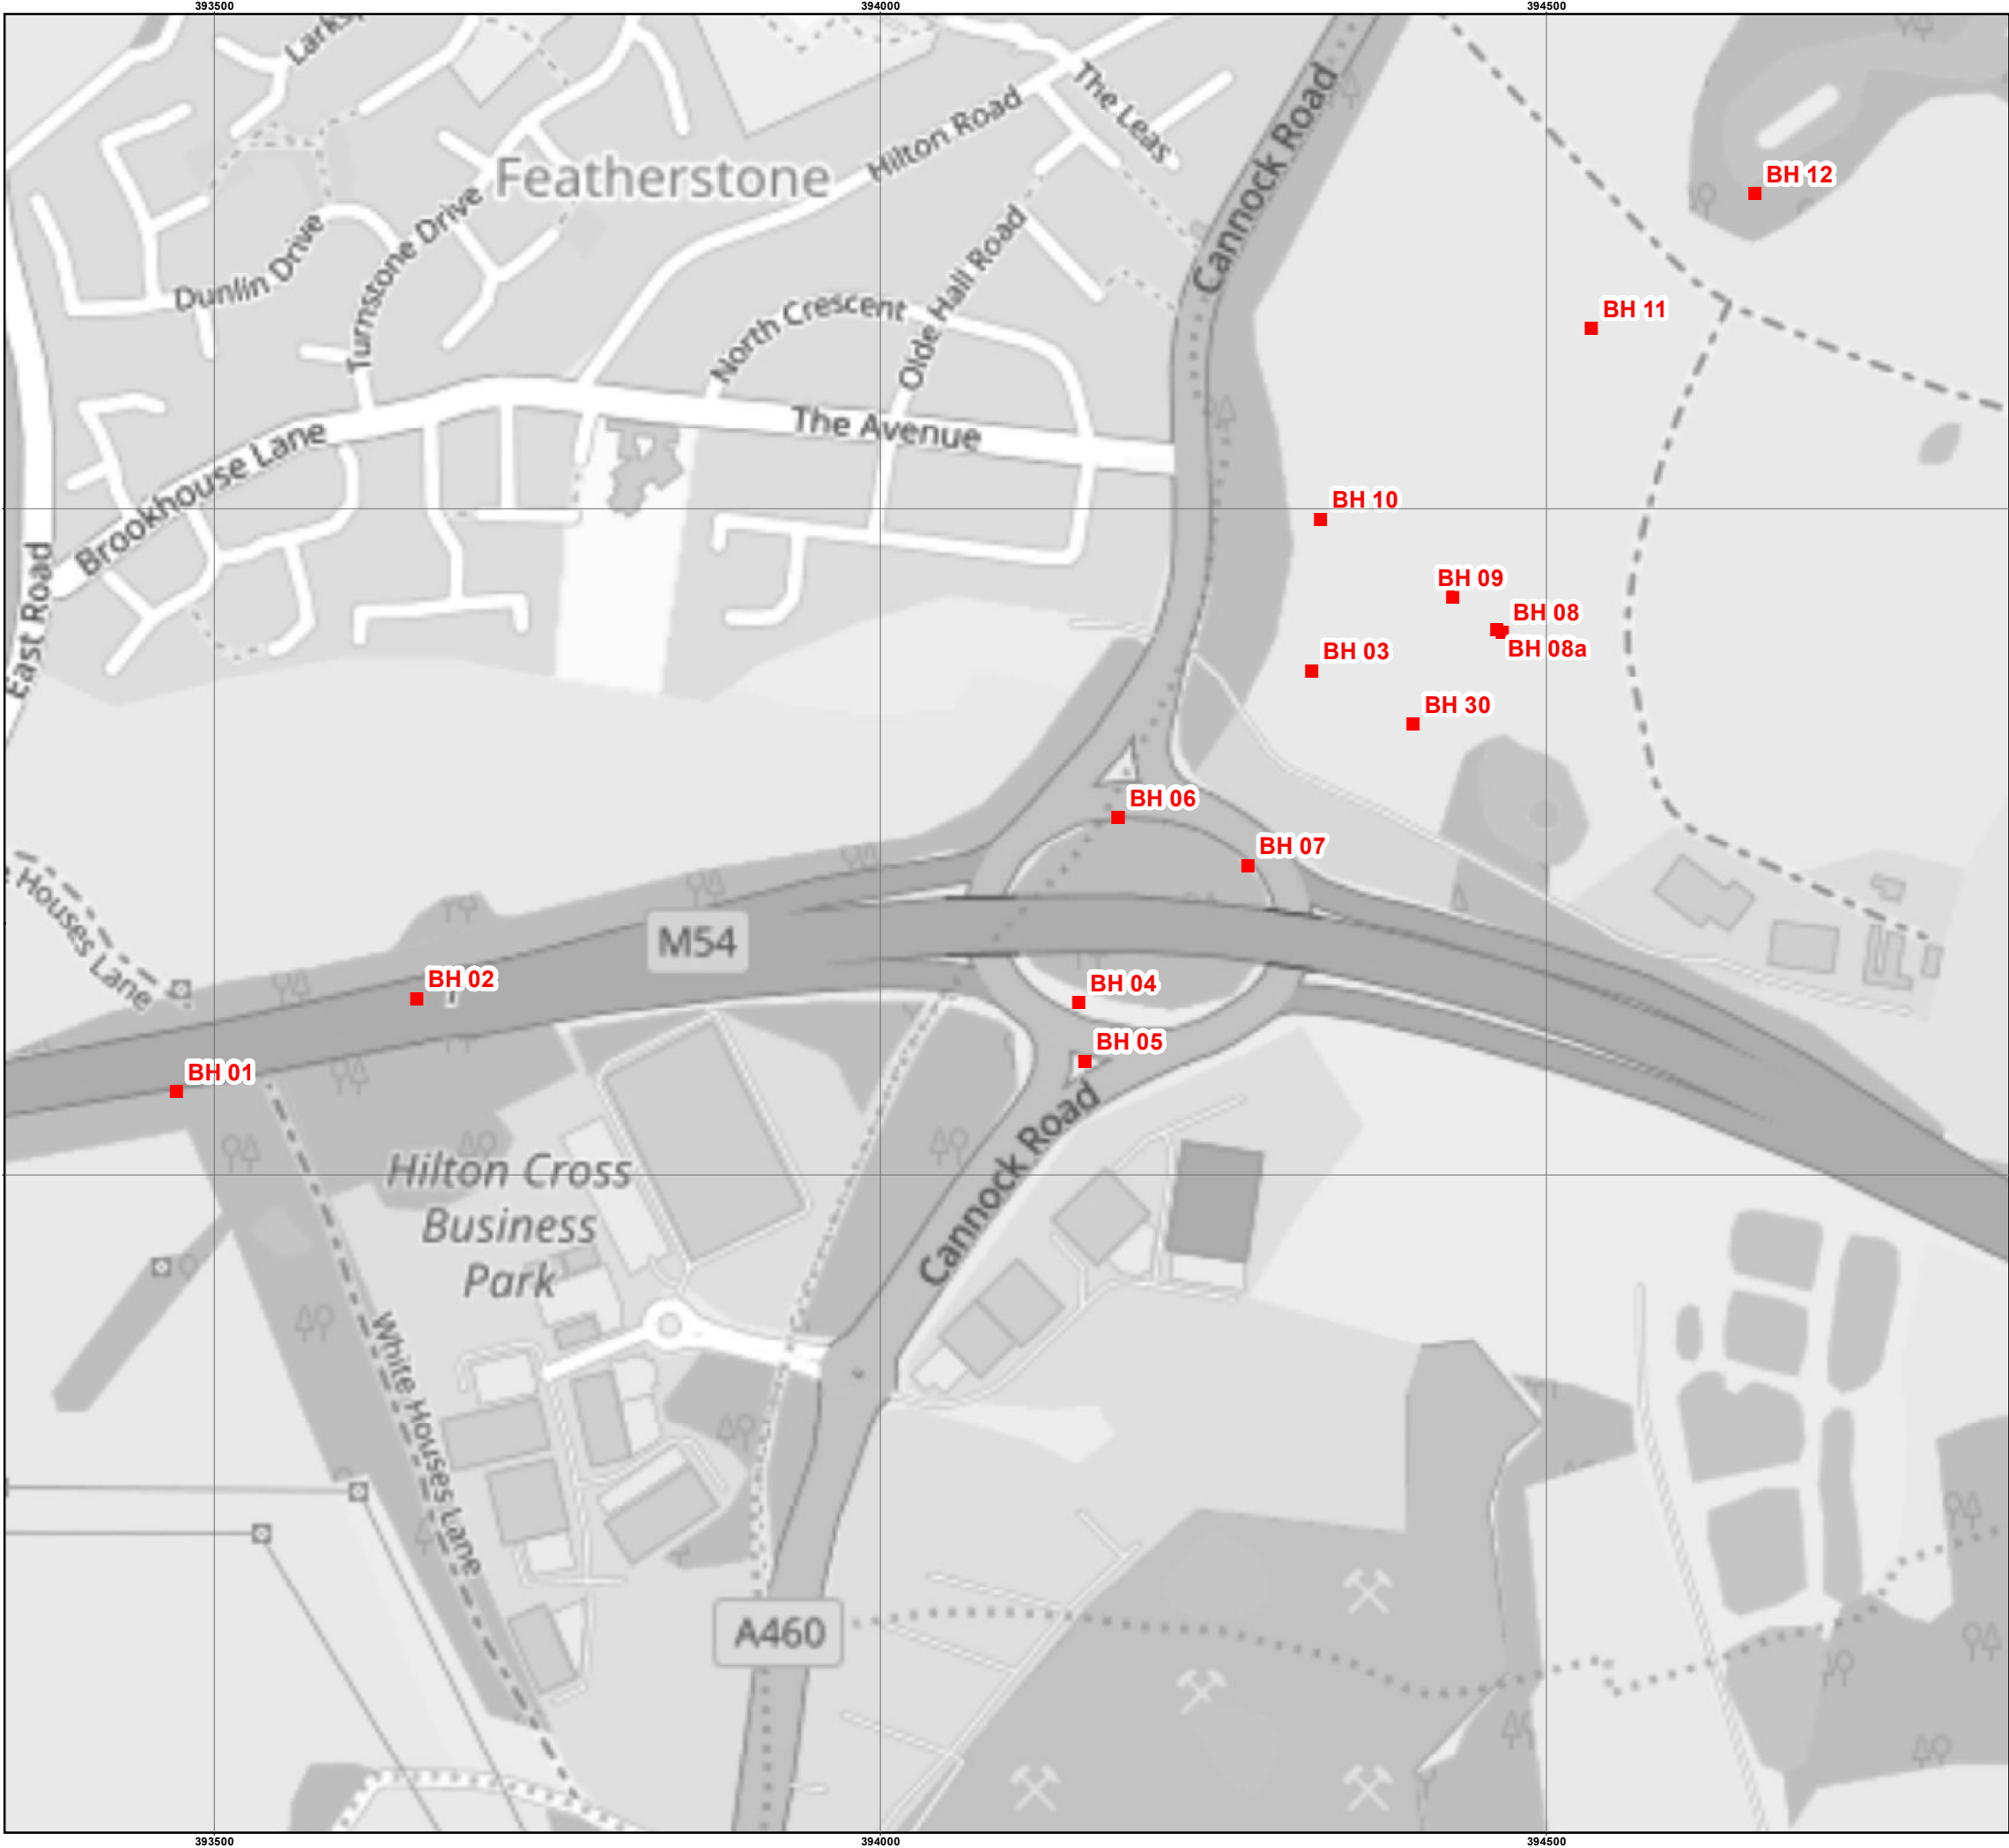 393500
394000
394500
Larks
The Leas
Hilton Road
Cannock Road
Featherstone
BH 12
Dunlin Drive
Turnstone Drive
Olde Hall Road
North Crescent
BH 11
The Avenue
Brookhouse Lane
BH 10
East Road
BH 09
BH 08
BH 08a
BH 03
BH 30
BH 06
BH 07
Houses Lane
M54
BH 02
BH 04
BH 05
BH 01
Cannock Road
Hilton Cross
Business
Park
White Houses Lane
A460
393500
394000
394500